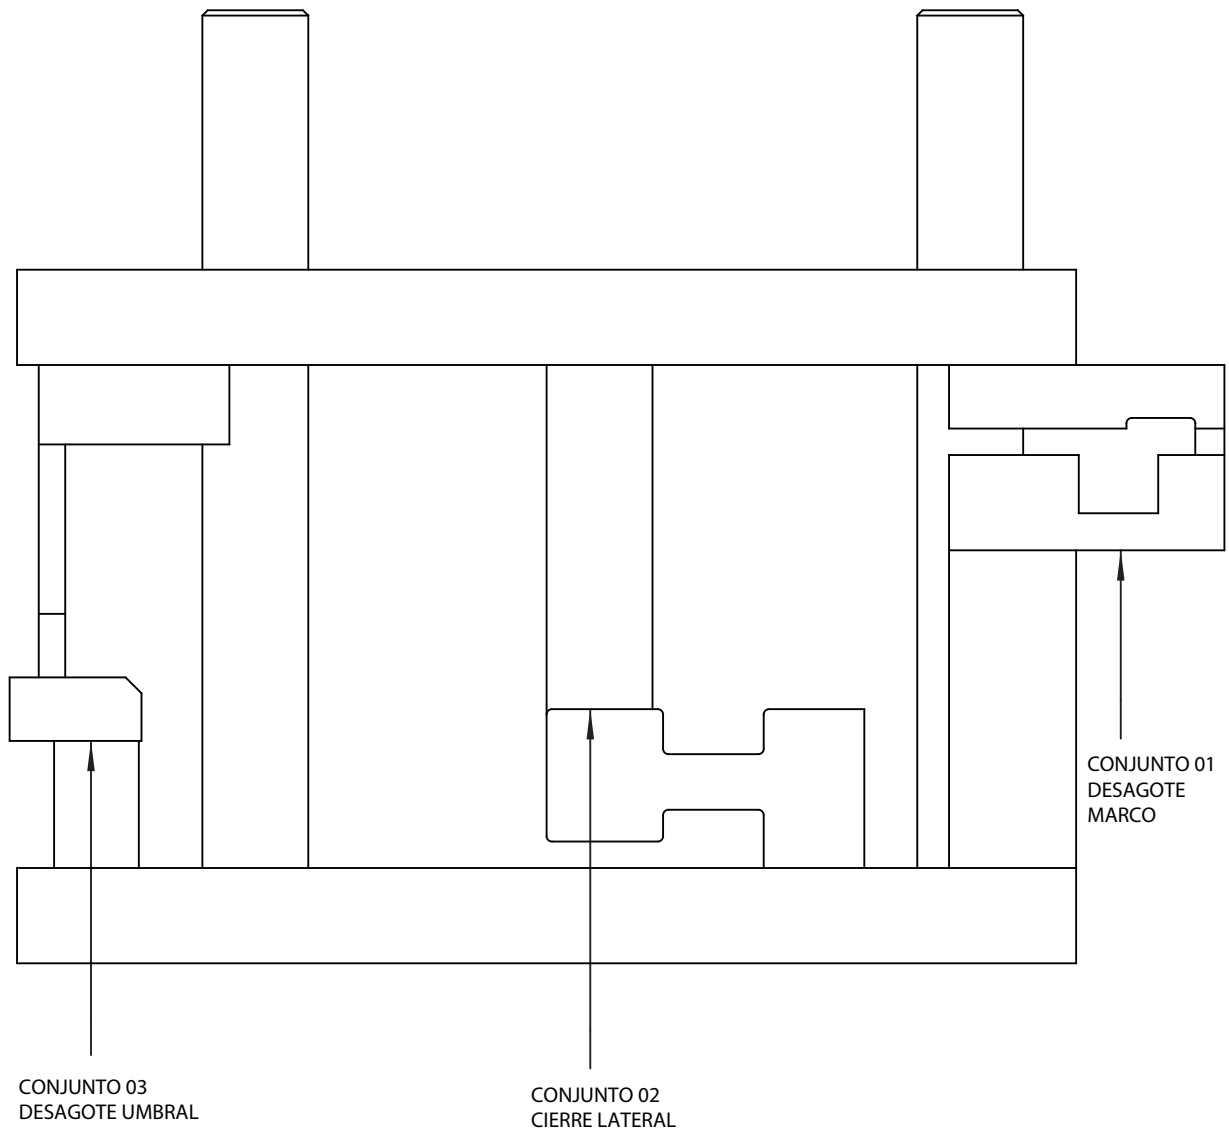 CONJUNTO 01
DESAGOTE
MARCO
CONJUNTO 03
DESAGOTE UMBRAL
CONJUNTO 02
CIERRE LATERAL